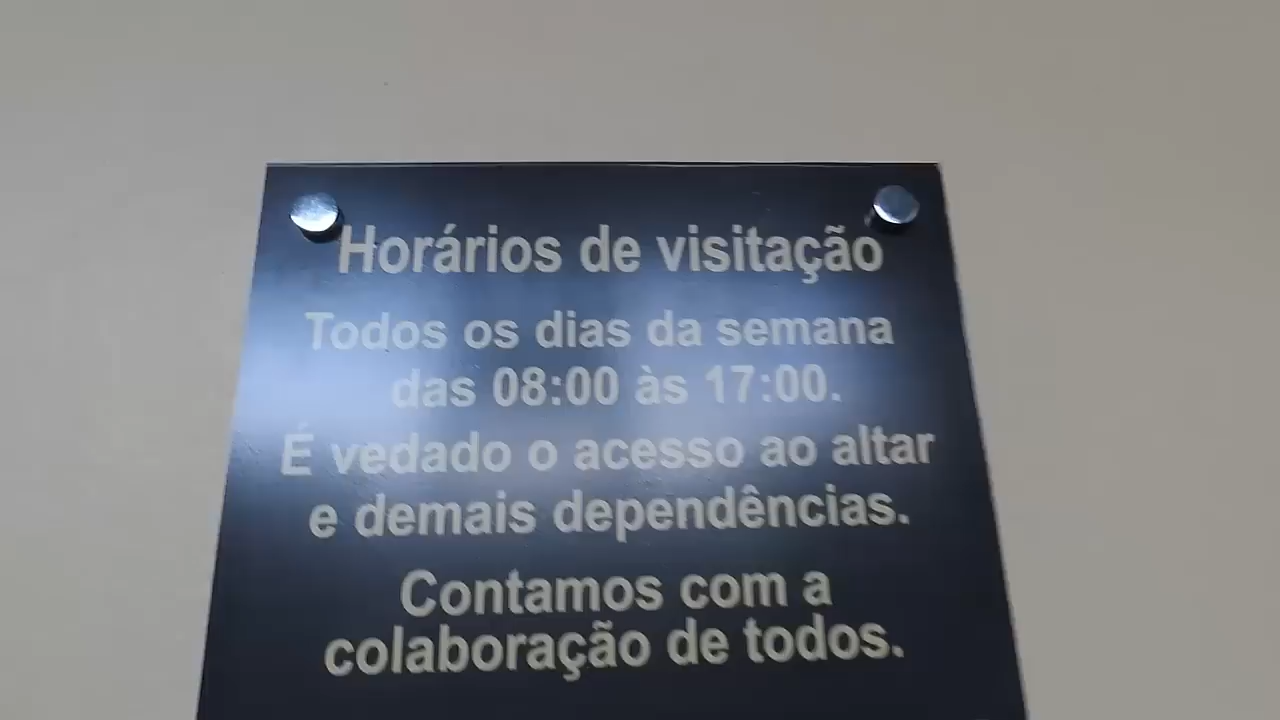 Horários de visitação
Todos os dias da semana
das 08:00 às 17:00.
É vedado o acesso ao altar
e demais dependências.
Contamos com a
colaboração de todos.